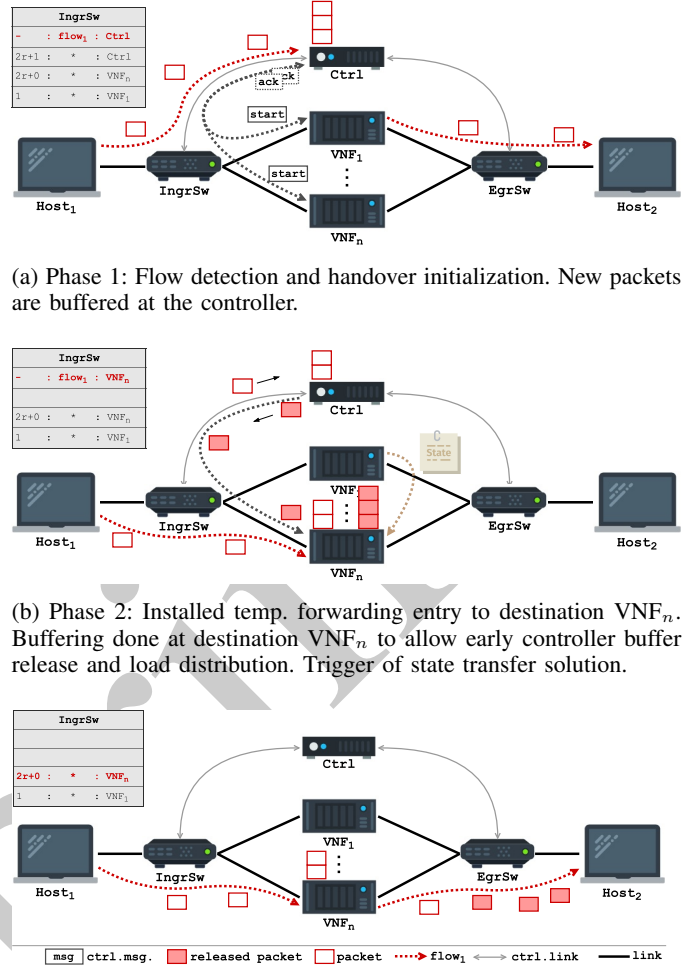 IngrSw
- : flow₁ : Ctrl
2r+1 : * : Ctrl
2r+0 : * : VNFₙ
1 : * : VNF₁
Ctrl
ack
ck
start
VNF₁
start
VNFₙ
Host₁
IngrSw
EgrSw
Host₂
(a) Phase 1: Flow detection and handover initialization. New packets
are buffered at the controller.
IngrSw
- : flow₁ : VNFₙ
2r+0 : * : VNFₙ
1 : * : VNF₁
Ctrl
C
State
VNF
Host₁
IngrSw
EgrSw
Host₂
VNFₙ
(b) Phase 2: Installed temp. forwarding entry to destination VNFₙ.
Buffering done at destination VNFₙ to allow early controller buffer
release and load distribution. Trigger of state transfer solution.
IngrSw
2r+0 : * : VNFₙ
1 : * : VNF₁
Ctrl
VNF₁
Host₁
IngrSw
EgrSw
Host₂
VNFₙ
msg ctrl.msg. released packet packet flow₁ ctrl.link link